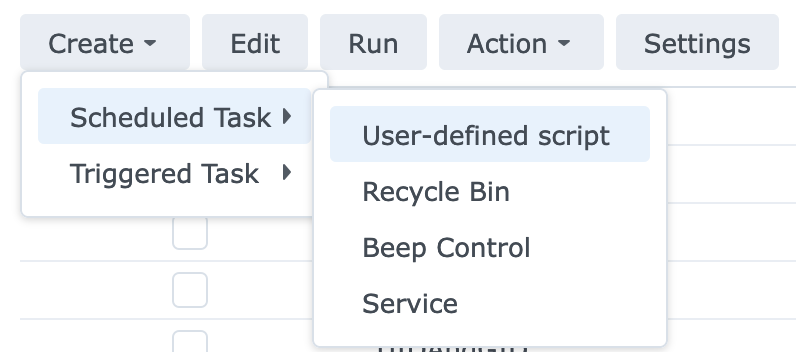 Create Edit Run Action Settings
Scheduled Task
Triggered Task
User-defined script
Recycle Bin
Beep Control
Service